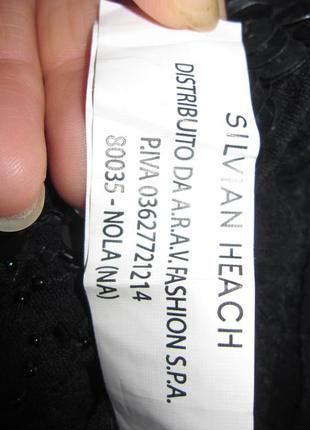 SILVIAN HEACH
DISTRIBUITO DA A.R.A.V. FASHION S.P.A.
P.IVA 03627721214
80035 - NOLA (NA)